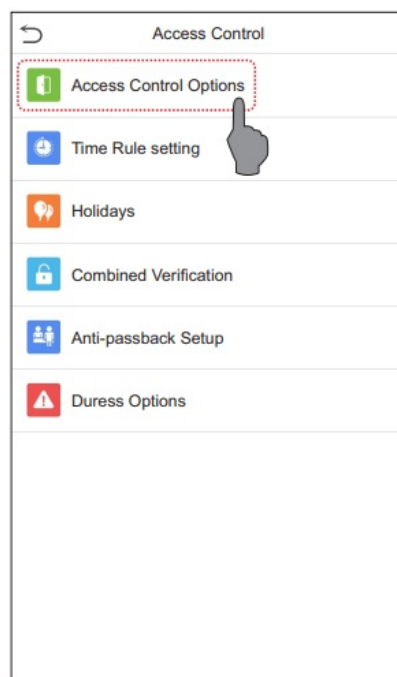 Access Control
Access Control Options
Time Rule setting
Holidays
Combined Verification
Anti-passback Setup
Duress Options